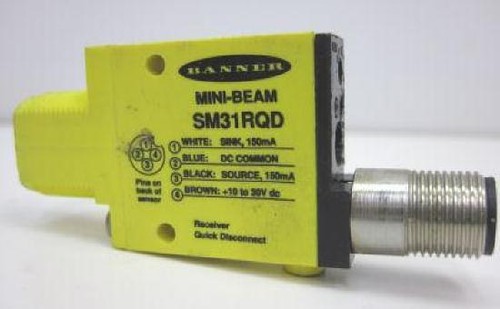 BANNER
MINI-BEAM
SM31RQD
1 WHITE: SINK, 150mA
2 BLUE: DC COMMON
3 BLACK: SOURCE, 150mA
4 BROWN: +10 to 30V dc
Pins on
back of
sensor
Receiver
Quick Disconnect